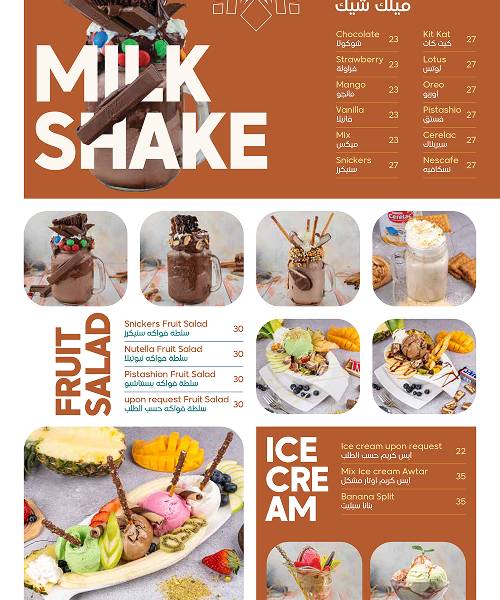 ميلك شيك
MILK
SHAKE
Chocolate 23
شوكولا
Strawberry 23
فراولة
Mango 23
مانجو
Vanilla 23
فانيلا
Mix 23
ميكس
Snickers 27
سنيكرز
Kit Kat 27
كيت كات
Lotus 27
لوتس
Oreo 27
اوريو
Pistashio 27
فستق
Cerelac 27
سيريلاك
Nescafe 27
نسكافيه
FRUIT
SALAD
Snickers Fruit Salad 30
سلطة فواكه سنيكرز
Nutella Fruit Salad 30
سلطة فواكه نيوتيلا
Pistashion Fruit Salad 30
سلطة فواكه بيستاشيو
upon request Fruit Salad 30
سلطة فواكه حسب الطلب
ICE
CRE
AM
Ice cream upon request 22
ايس كريم حسب الطلب
Mix Ice cream Awtar 35
ايس كريم اوتار مشكل
Banana Split 35
بنانا سبليت